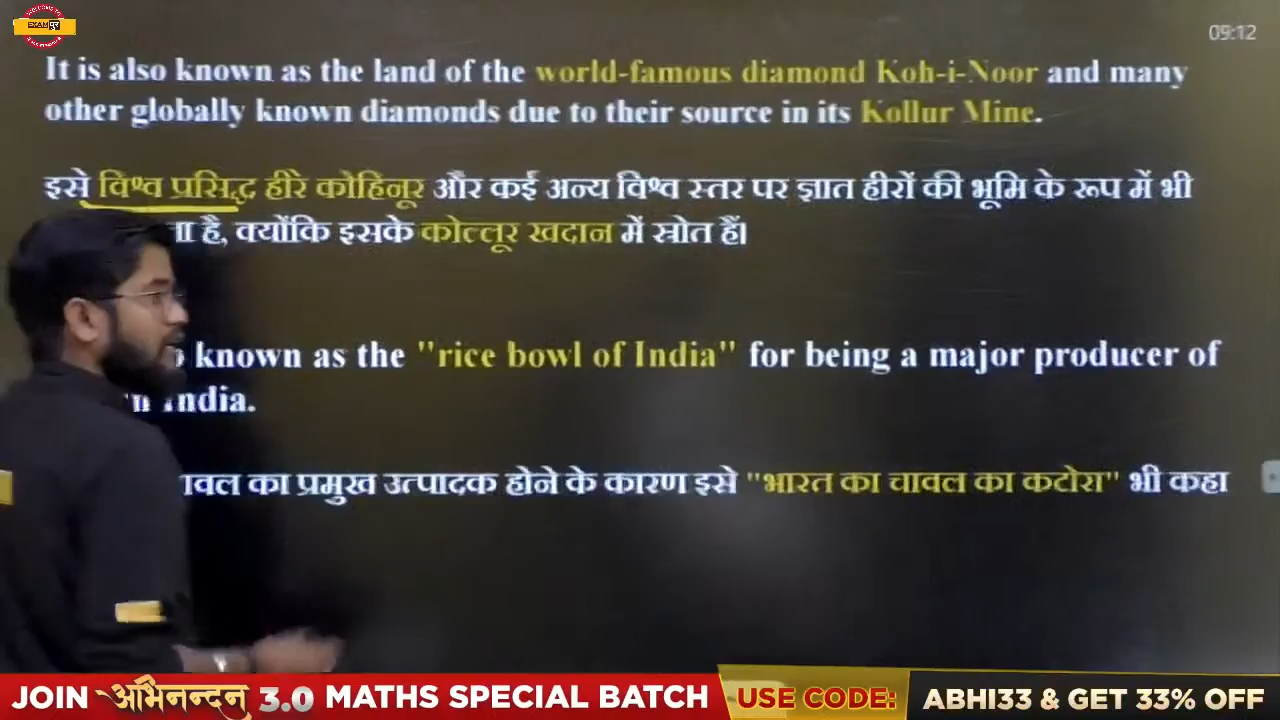 WELCOME TO
EXAM पुर
09:12
It is also known as the land of the world-famous diamond Koh-i-Noor and many
other globally known diamonds due to their source in its Kollur Mine.
इसे विश्व प्रसिद्ध हीरे कोहिनूर और कई अन्य विश्व स्तर पर ज्ञात हीरों की भूमि के रूप में भी
है, क्योंकि इसके कोल्लूर खदान में स्रोत हैं।
known as the "rice bowl of India" for being a major producer of
India.
का प्रमुख उत्पादक होने के कारण इसे "भारत का चावल का कटोरा" भी कहा
JOIN अभिनन्दन 3.0 MATHS SPECIAL BATCH USE CODE: ABHI33 & GET 33% OFF